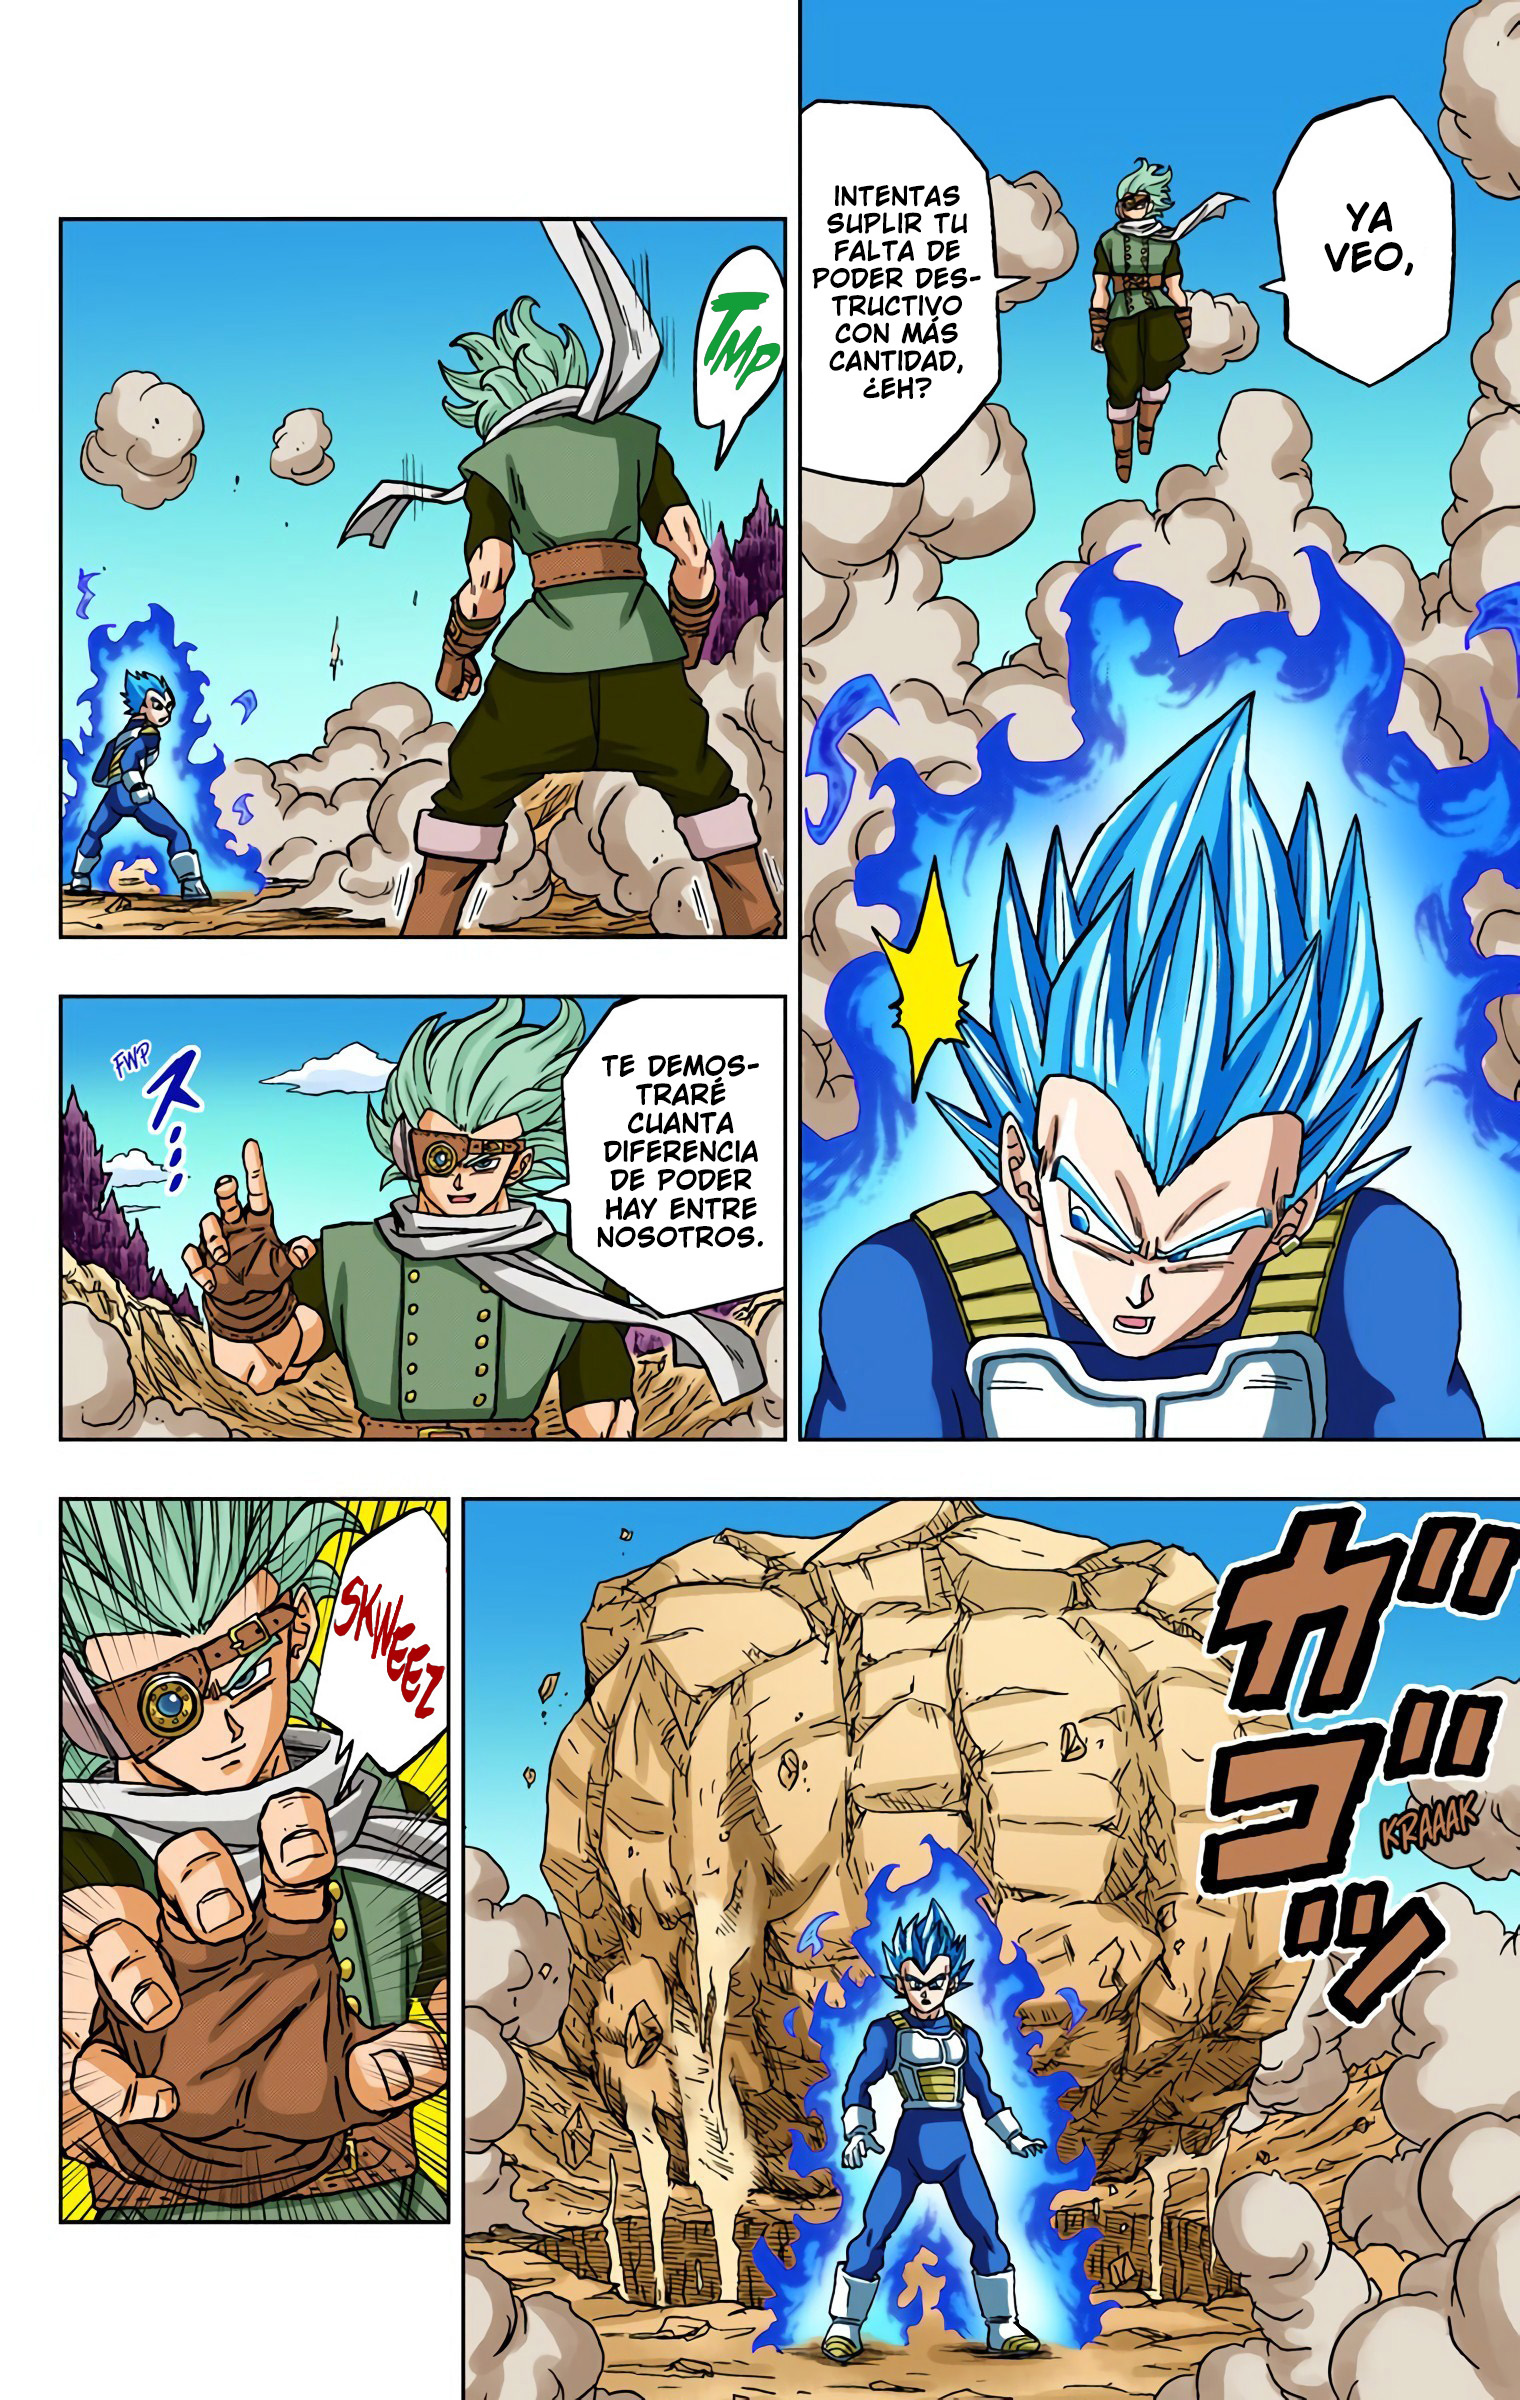 YA
VEO,
INTENTAS
SUPLIR TU
FALTA DE
PODER DES-
TRUCTIVO
CON MÁS
CANTIDAD,
¿EH?
TMP
FWP
ス…
TE DEMOS-
TRARÉ
CUANTA
DIFERENCIA
DE PODER
HAY ENTRE
NOSOTROS.
ガゴッ
KRAAAK
SKWEEZ